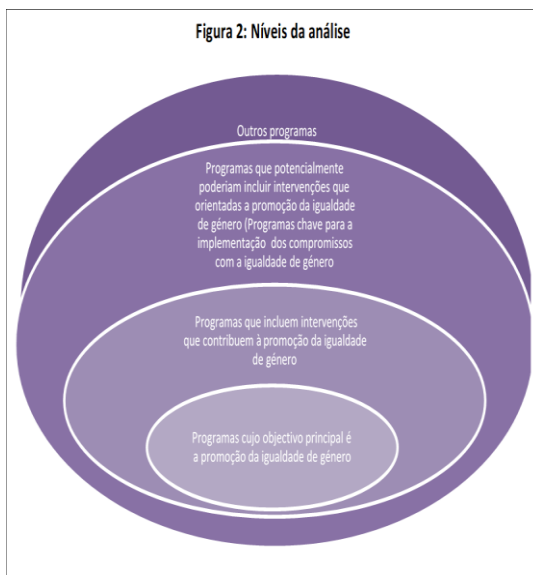 Figura 2: Níveis da análise
Outros programas
Programas que potencialmente
poderiam incluir intervenções que
orientadas a promoção da igualdade
de género (Programas chave para a
implementação dos compromissos
com a igualdade de género
Programas que incluem intervenções
que contribuem à promoção da igualdade
de género
Programas cujo objectivo principal é
a promoção da igualdade de género